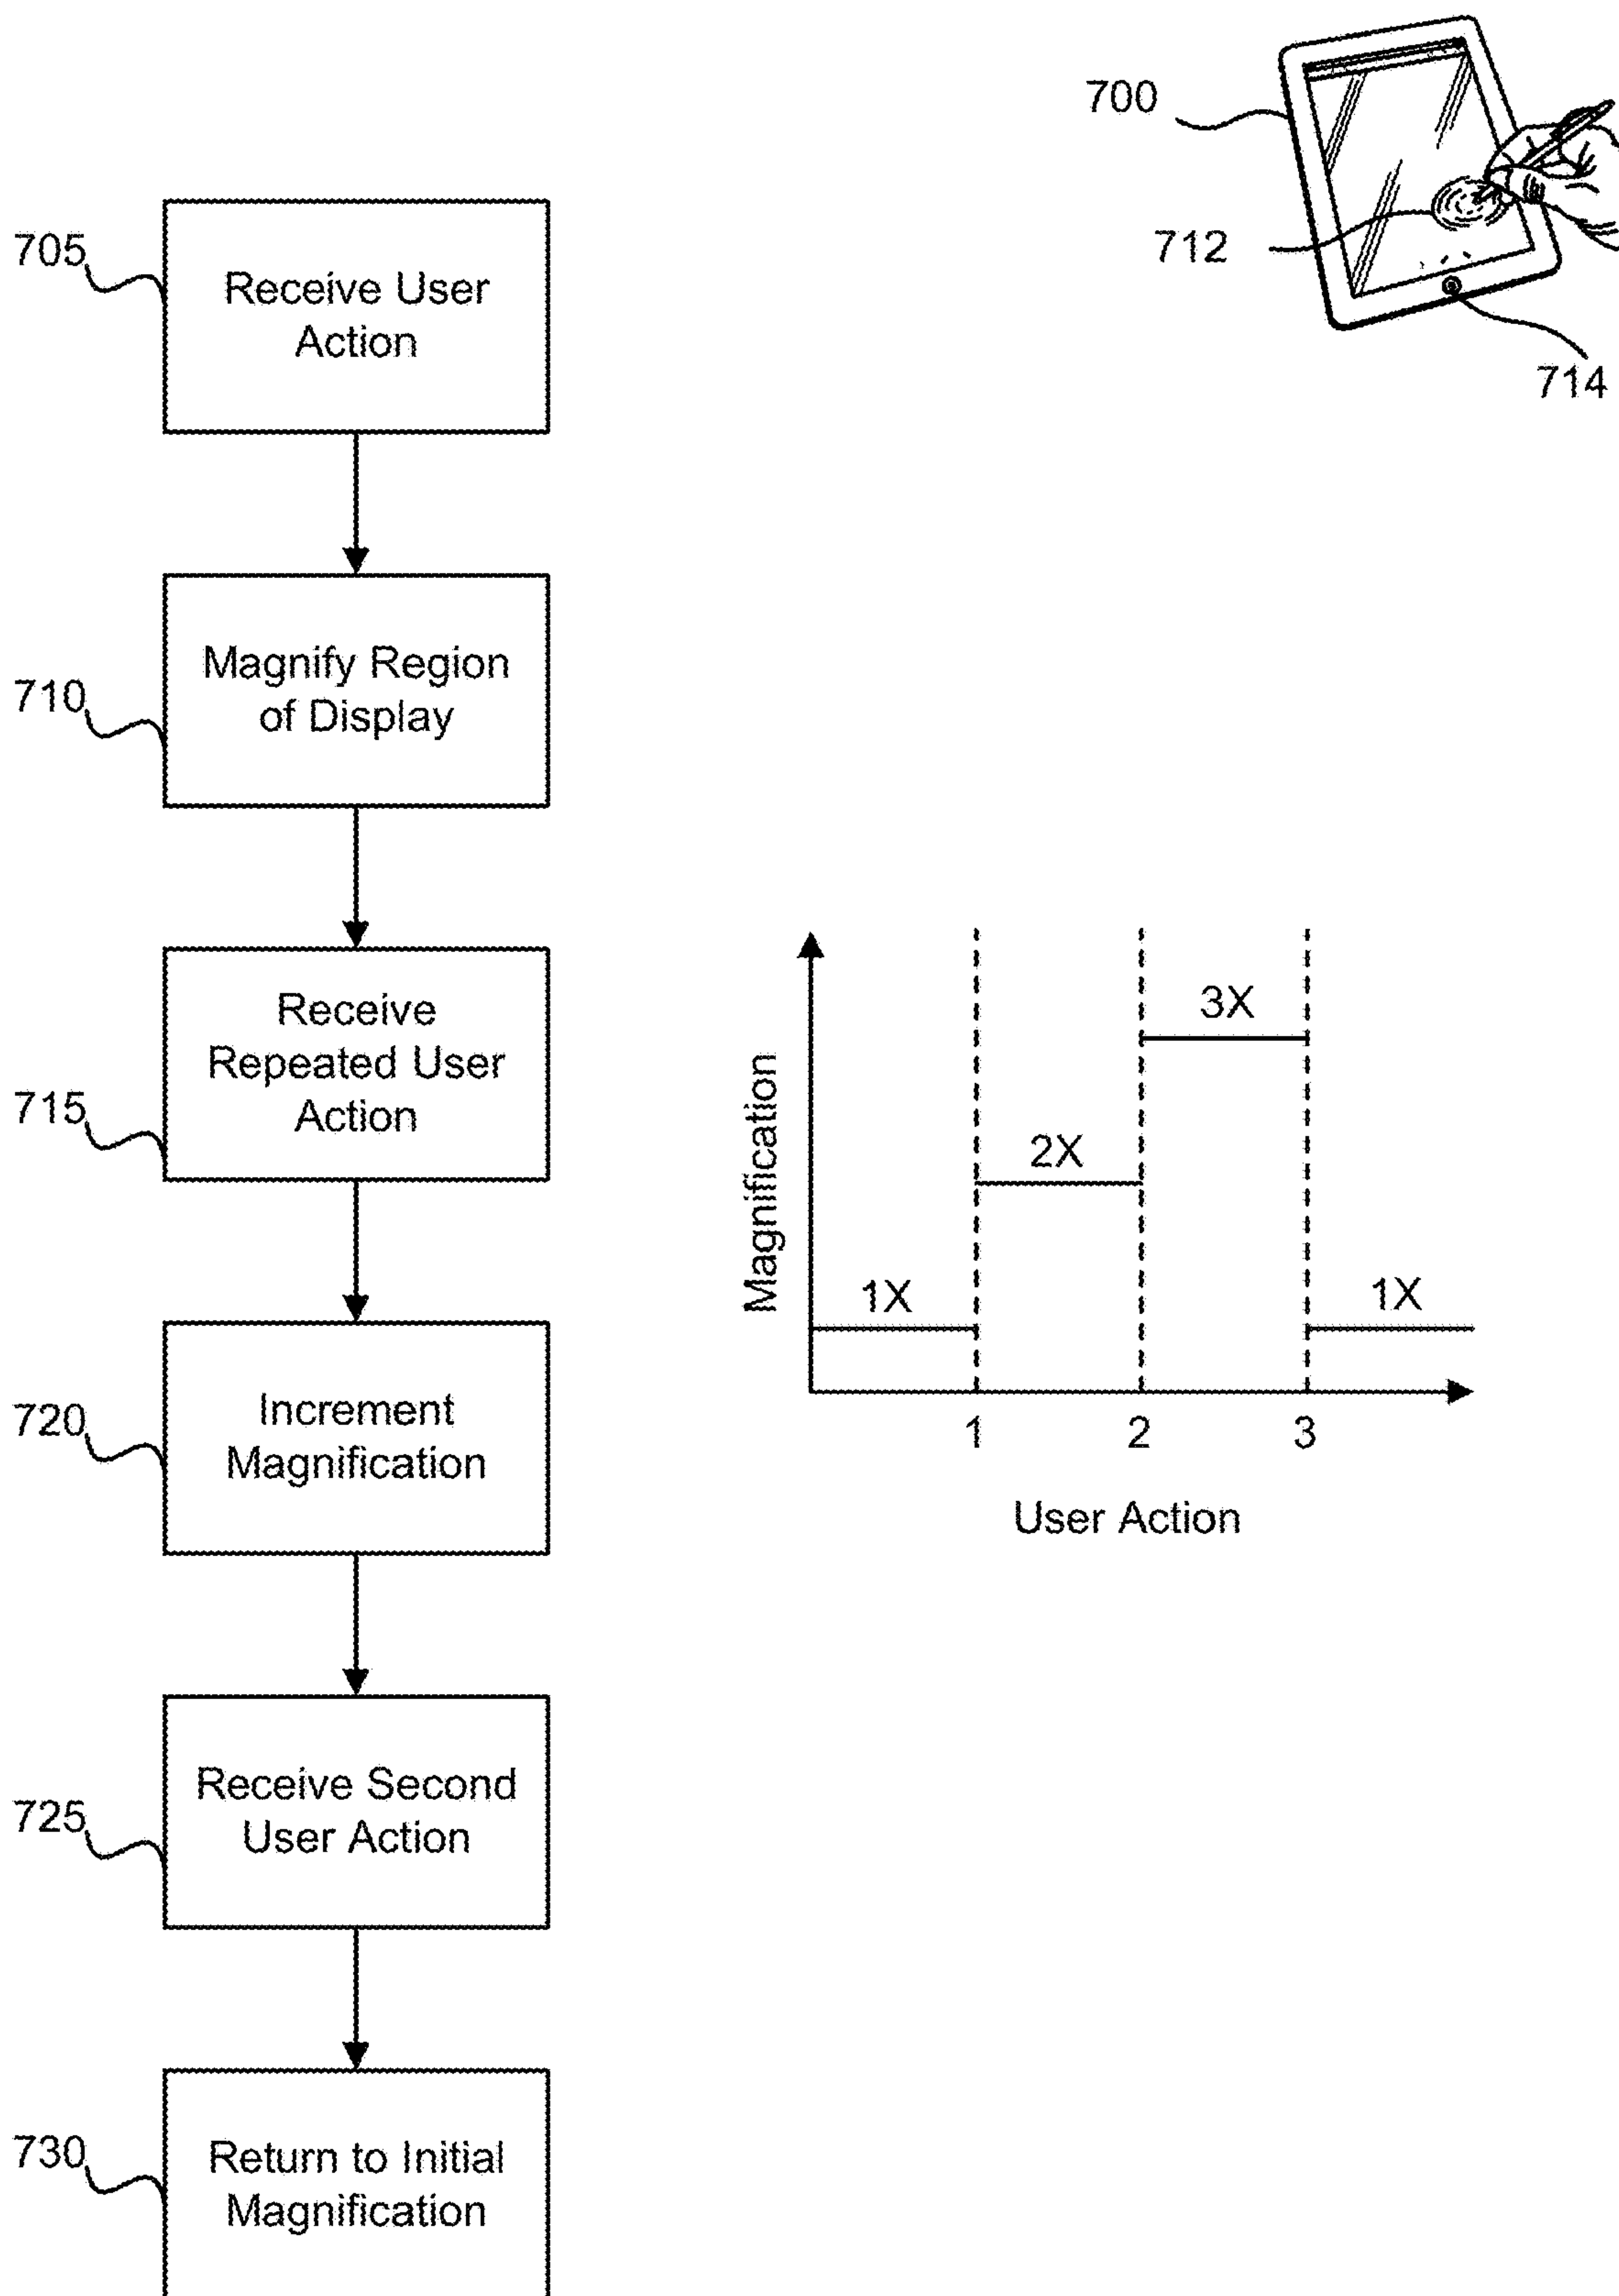 700
712
714
705
Receive User
Action
710
Magnify Region
of Display
715
Receive
Repeated User
Action
720
Increment
Magnification
725
Receive Second
User Action
730
Return to Initial
Magnification
Magnification
1X
2X
3X
1X
1
2
3
User Action